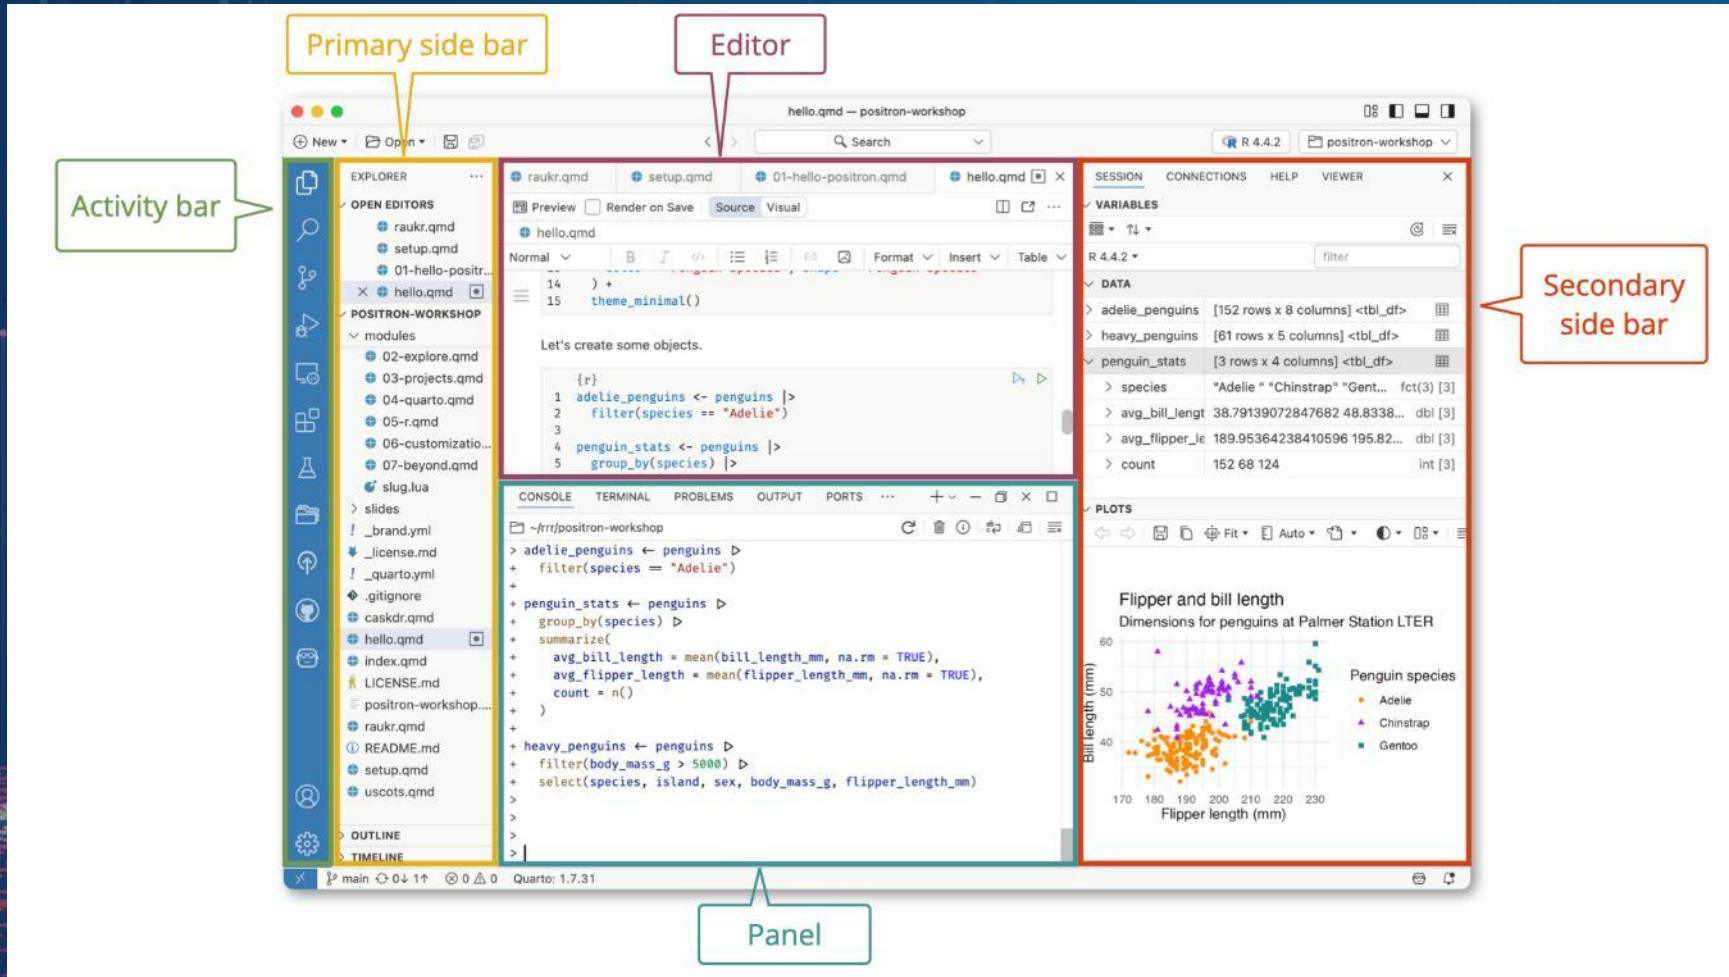 Primary side bar
Editor
Activity bar
Secondary
side bar
Panel
hello.qmd — positron-workshop
New
Open
Search
R 4.4.2
positron-workshop
EXPLORER
OPEN EDITORS
raukr.qmd
setup.qmd
01-hello-positr...
hello.qmd
POSITRON-WORKSHOP
modules
02-explore.qmd
03-projects.qmd
04-quarto.qmd
05-r.qmd
06-customizatio...
07-beyond.qmd
slug.lua
slides
_brand.yml
_license.md
_quarto.yml
.gitignore
caskdr.qmd
hello.qmd
index.qmd
LICENSE.md
positron-workshop....
raukr.qmd
README.md
setup.qmd
uscots.qmd
OUTLINE
TIMELINE
raukr.qmd setup.qmd 01-hello-positron.qmd hello.qmd
Preview Render on Save Source Visual
hello.qmd
Normal B I </> Format Insert Table
14 ) +
15 theme_minimal()
Let's create some objects.
{r}
1 adelie_penguins <- penguins |>
2 filter(species == "Adelie")
3
4 penguin_stats <- penguins |>
5 group_by(species) |>
CONSOLE TERMINAL PROBLEMS OUTPUT PORTS ...
~/rrr/positron-workshop
> adelie_penguins <- penguins |>
+ filter(species == "Adelie")
+
+ penguin_stats <- penguins |>
+ group_by(species) |>
+ summarize(
+ avg_bill_length = mean(bill_length_mm, na.rm = TRUE),
+ avg_flipper_length = mean(flipper_length_mm, na.rm = TRUE),
+ count = n()
+ )
+
+ heavy_penguins <- penguins |>
+ filter(body_mass_g > 5000) |>
+ select(species, island, sex, body_mass_g, flipper_length_mm)
>
>
>
>
SESSION CONNECTIONS HELP VIEWER
VARIABLES
R 4.4.2 filter
DATA
adelie_penguins [152 rows x 8 columns] <tbl_df>
heavy_penguins [61 rows x 5 columns] <tbl_df>
penguin_stats [3 rows x 4 columns] <tbl_df>
species "Adelie " "Chinstrap" "Gent... fct(3) [3]
avg_bill_lengt 38.79139072847682 48.8338... dbl [3]
avg_flipper_le 189.95364238410596 195.82... dbl [3]
count 152 68 124 int [3]
PLOTS
Fit Auto
Flipper and bill length
Dimensions for penguins at Palmer Station LTER
60
50
40
Bill length (mm)
170 180 190 200 210 220 230
Flipper length (mm)
Penguin species
Adelie
Chinstrap
Gentoo
main 0↓ 1↑ 0 0 Quarto: 1.7.31